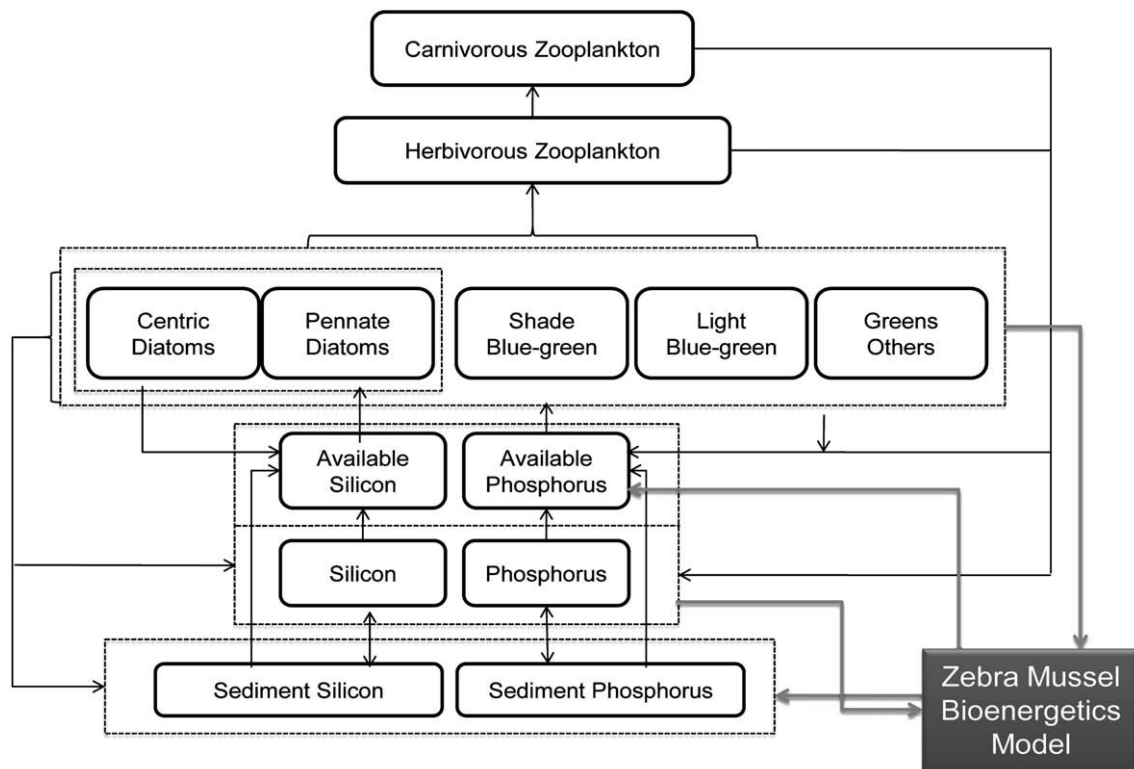 Carnivorous Zooplankton
Herbivorous Zooplankton
Centric
Diatoms
Pennate
Diatoms
Shade
Blue-green
Light
Blue-green
Greens
Others
Available
Silicon
Available
Phosphorus
Silicon
Phosphorus
Sediment Silicon
Sediment Phosphorus
Zebra Mussel
Bioenergetics
Model